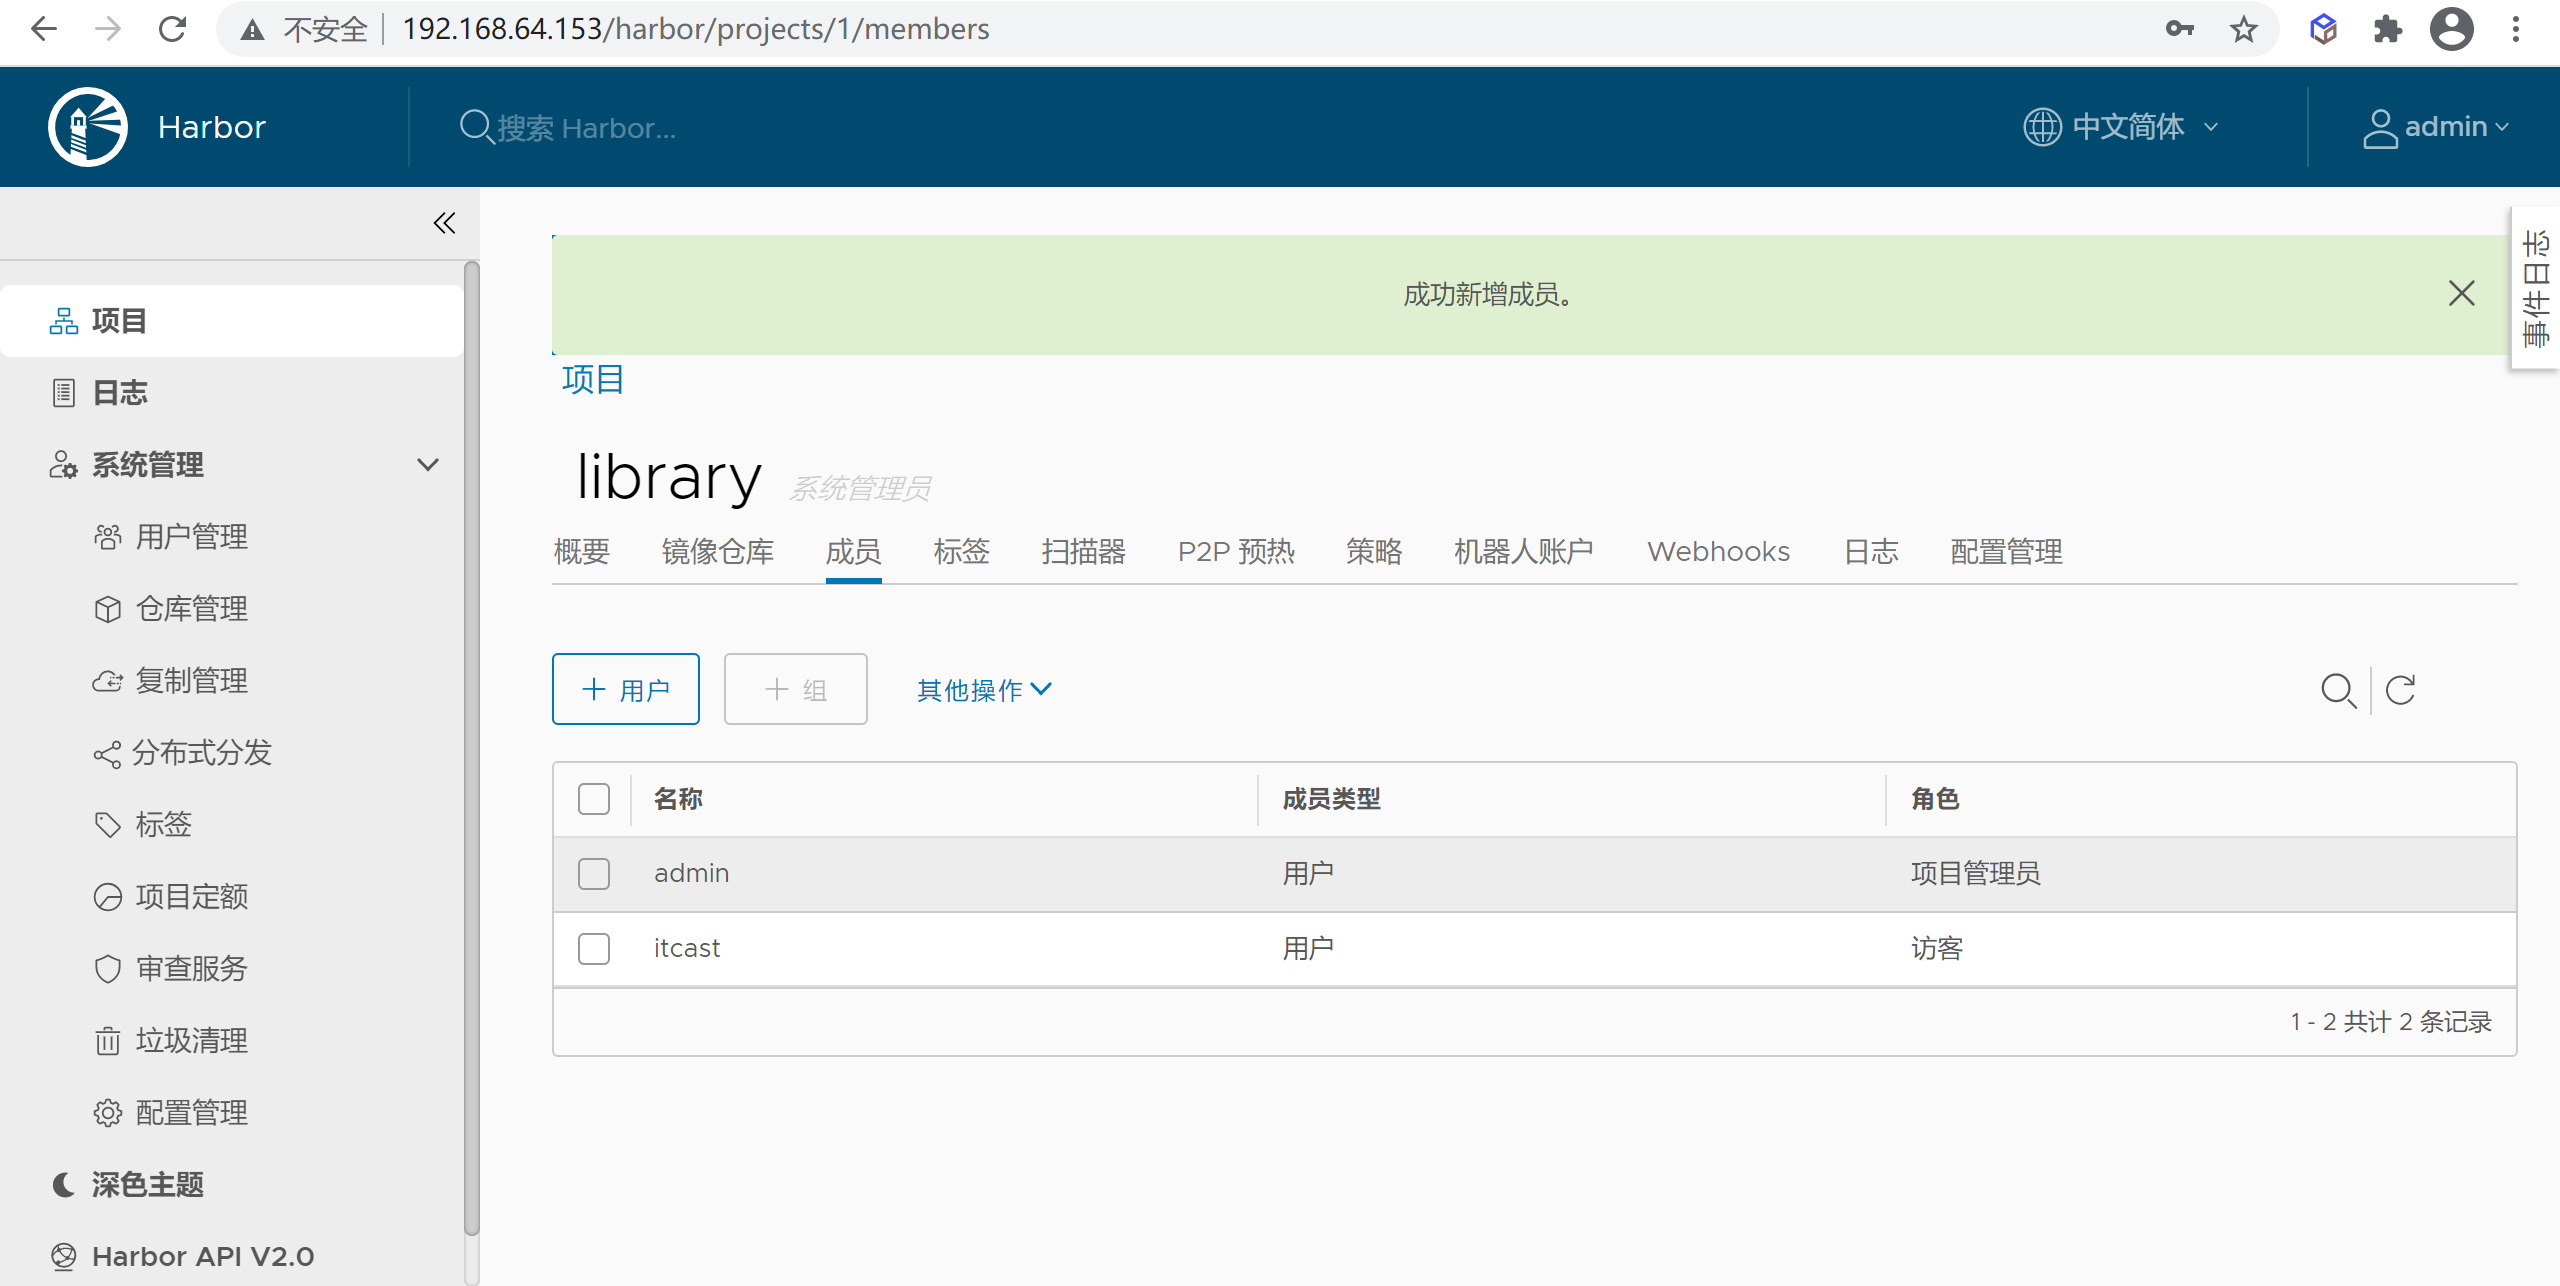 不安全 192.168.64.153/harbor/projects/1/members
Harbor
搜索 Harbor...
中文简体
admin
事件日志
成功新增成员。
项目
日志
系统管理
用户管理
仓库管理
复制管理
分布式分发
标签
项目定额
审查服务
垃圾清理
配置管理
深色主题
Harbor API V2.0
项目
library 系统管理员
概要 镜像仓库 成员 标签 扫描器 P2P 预热 策略 机器人账户 Webhooks 日志 配置管理
用户 组 其他操作
名称 成员类型 角色
admin 用户 项目管理员
itcast 用户 访客
1 - 2 共计 2 条记录